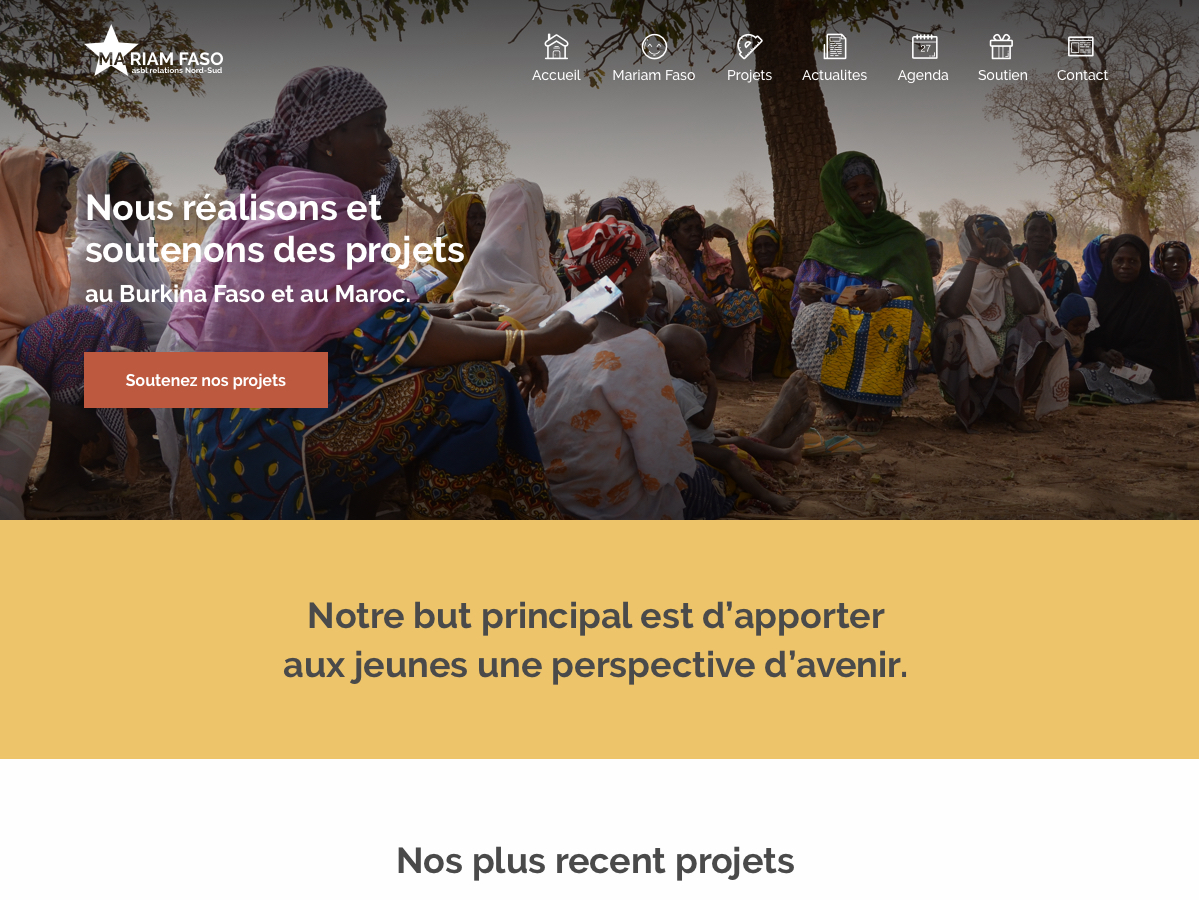 MARIAM FASO
asbl relations Nord-Sud
Accueil
Mariam Faso
Projets
Actualites
27
Agenda
Soutien
Contact
Nous réalisons et
soutenons des projets
au Burkina Faso et au Maroc.
Soutenez nos projets
Notre but principal est d’apporter
aux jeunes une perspective d’avenir.
Nos plus recent projets